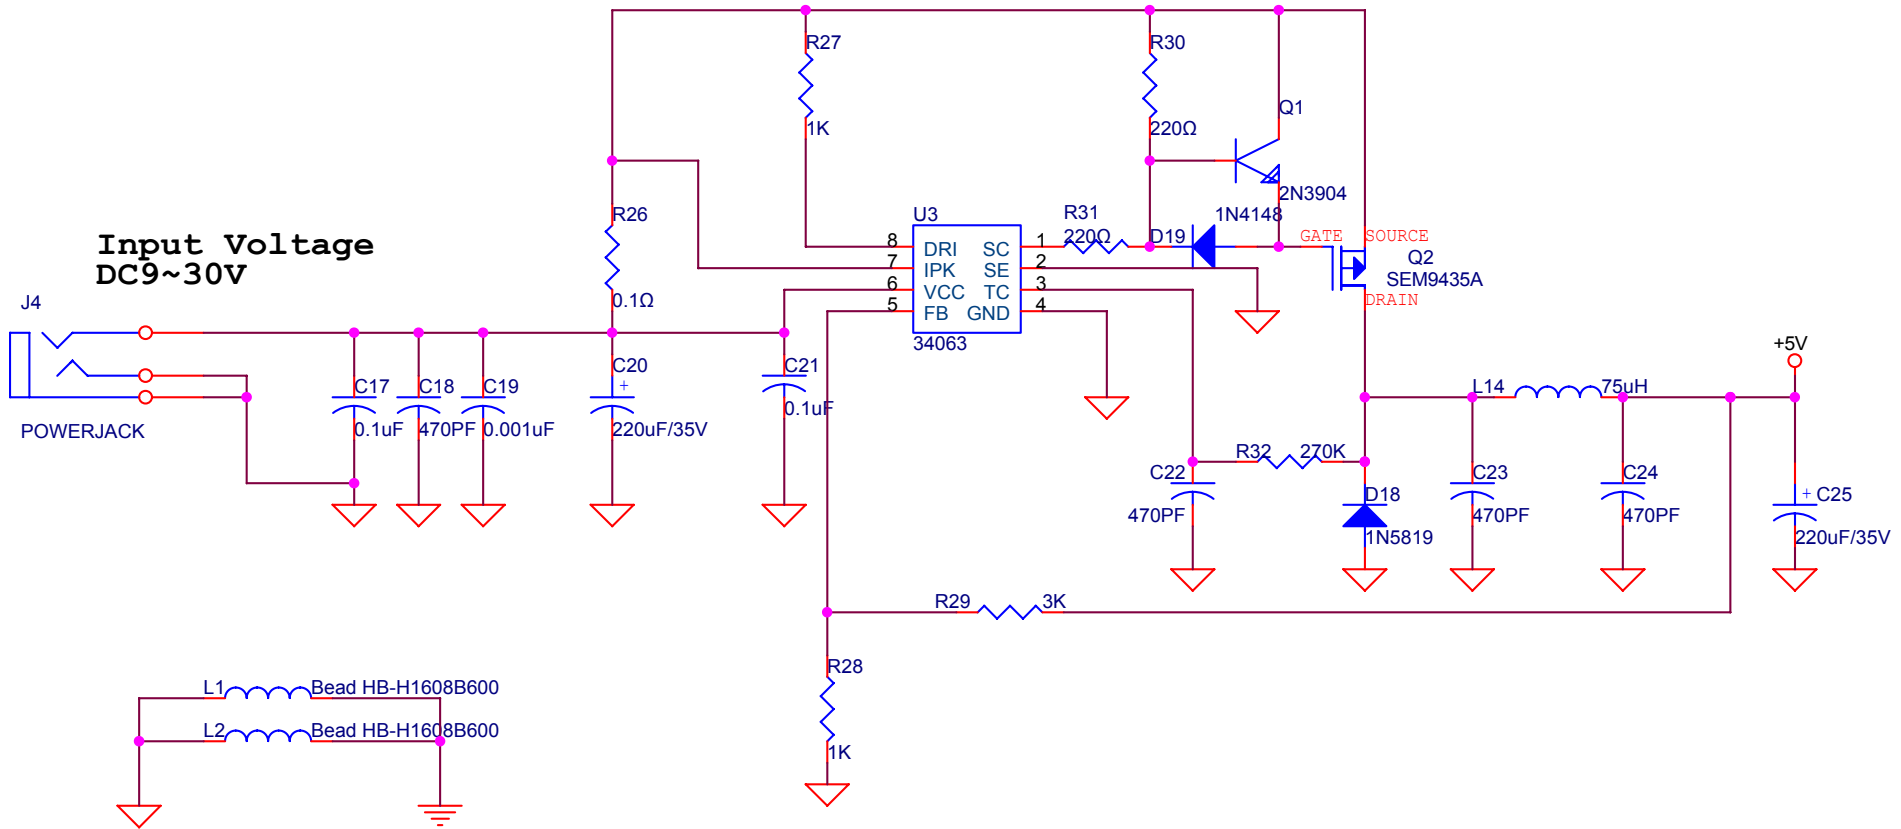 R27
1K
R30
220Ω
Q1
2N3904
R26
0.1Ω
Input Voltage
DC9~30V
J4
POWERJACK
U3
8 DRI SC 1
7 IPK SE 2
6 VCC TC 3
5 FB GND 4
34063
R31
220Ω
D19
1N4148
GATE SOURCE
Q2
SEM9435A
DRAIN
C17
0.1uF
C18
470PF
C19
0.001uF
C20
+
220uF/35V
C21
0.1uF
+5V
L14 75uH
R32 270K
C22
470PF
D18
1N5819
C23
470PF
C24
470PF
+ C25
220uF/35V
R29 3K
R28
1K
L1 Bead HB-H1608B600
L2 Bead HB-H1608B600